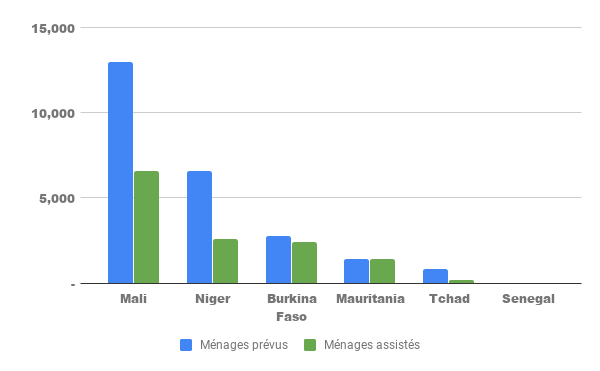 15,000
10,000
5,000
-
Mali
Niger
Burkina
Faso
Mauritania
Tchad
Senegal
Ménages prévus
Ménages assistés